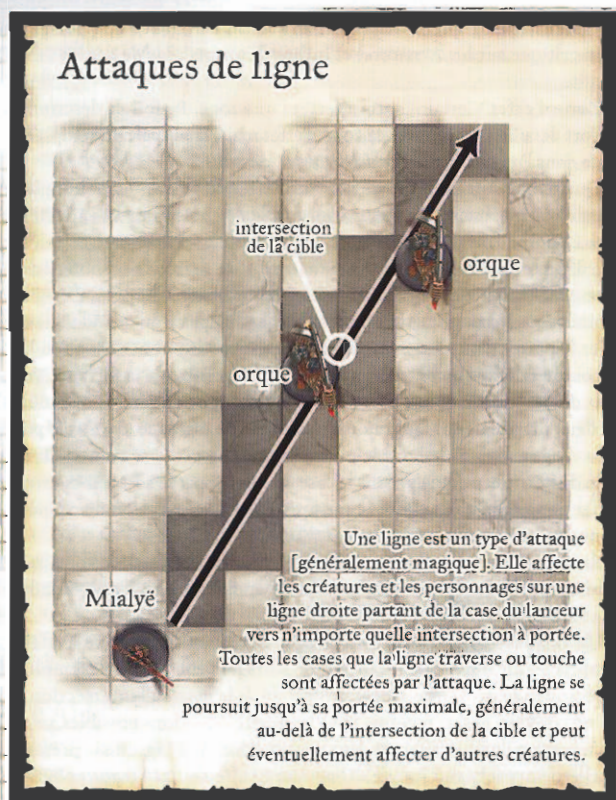 Attaques de ligne
intersection
de la cible
orque
orque
Mialyë
Une ligne est un type d'attaque
[généralement magique]. Elle affecte
les créatures et les personnages sur une
ligne droite partant de la case du lanceur
vers n'importe quelle intersection à portée.
Toutes les cases que la ligne traverse ou touche
sont affectées par l'attaque. La ligne se
poursuit jusqu'à sa portée maximale, généralement
au-delà de l'intersection de la cible et peut
éventuellement affecter d'autres créatures.